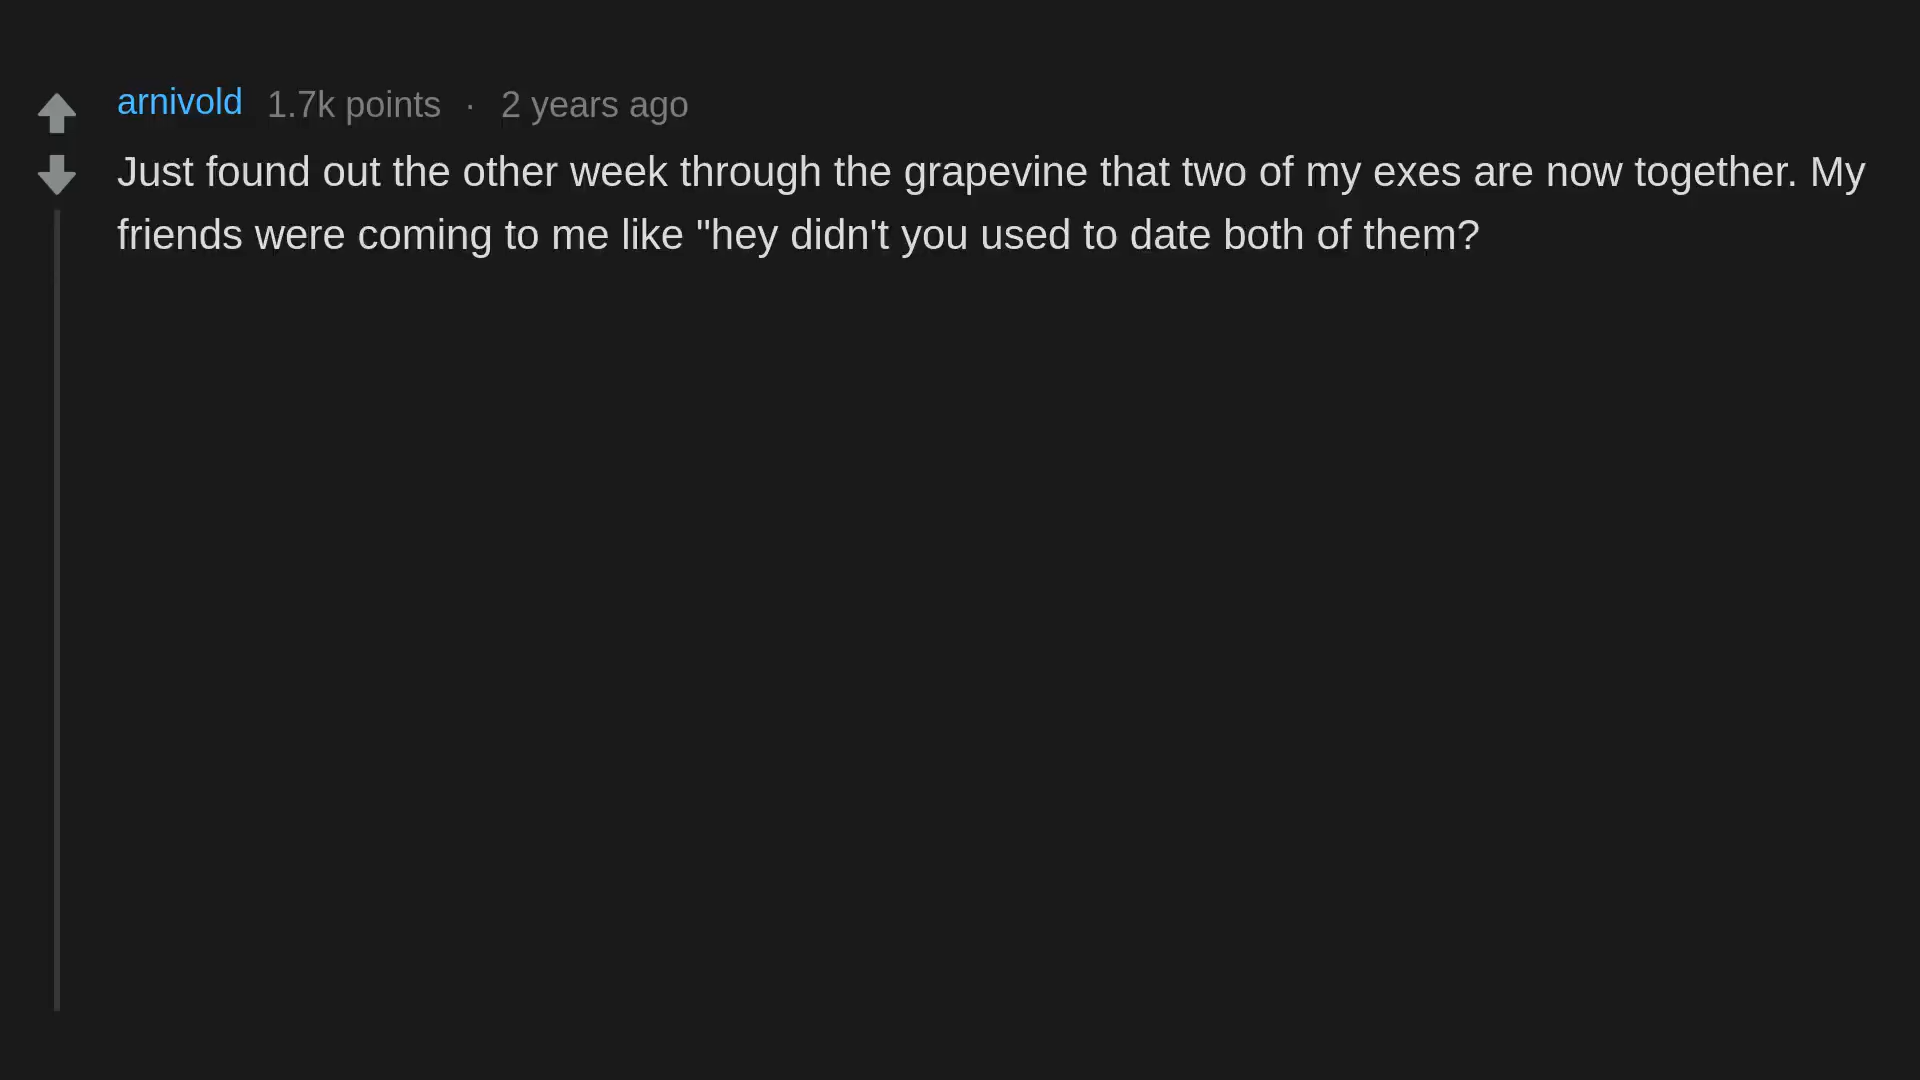 arnivold 1.7k points · 2 years ago
Just found out the other week through the grapevine that two of my exes are now together. My
friends were coming to me like "hey didn't you used to date both of them?